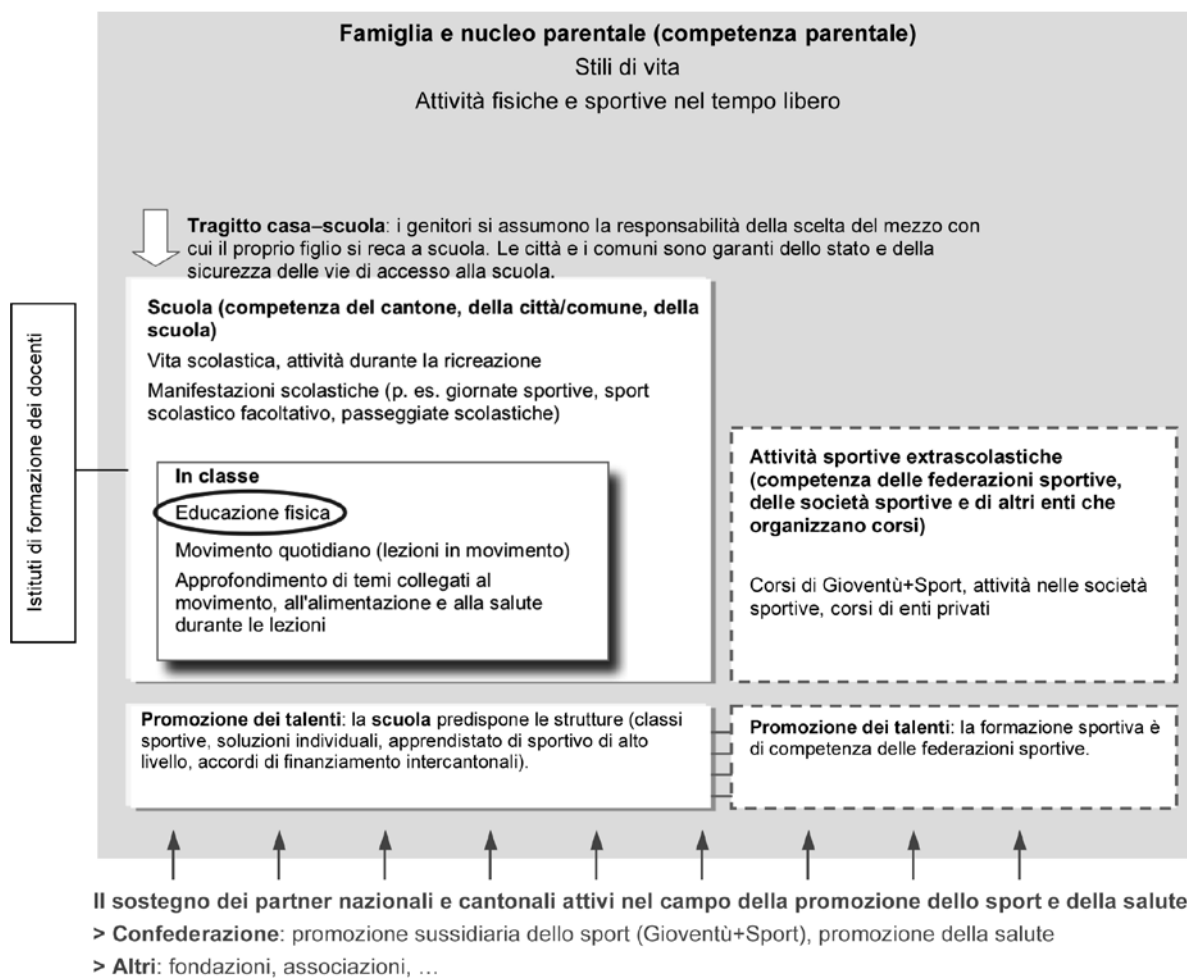 Famiglia e nucleo parentale (competenza parentale)
Stili di vita
Attività fisiche e sportive nel tempo libero
Tragitto casa–scuola: i genitori si assumono la responsabilità della scelta del mezzo con
cui il proprio figlio si reca a scuola. Le città e i comuni sono garanti dello stato e della
sicurezza delle vie di accesso alla scuola.
Istituti di formazione dei docenti
Scuola (competenza del cantone, della città/comune, della
scuola)
Vita scolastica, attività durante la ricreazione
Manifestazioni scolastiche (p. es. giornate sportive, sport
scolastico facoltativo, passeggiate scolastiche)
In classe
Educazione fisica
Movimento quotidiano (lezioni in movimento)
Approfondimento di temi collegati al
movimento, all'alimentazione e alla salute
durante le lezioni
Attività sportive extrascolastiche
(competenza delle federazioni sportive,
delle società sportive e di altri enti che
organizzano corsi)
Corsi di Gioventù+Sport, attività nelle società
sportive, corsi di enti privati
Promozione dei talenti: la scuola predispone le strutture (classi
sportive, soluzioni individuali, apprendistato di sportivo di alto
livello, accordi di finanziamento intercantonali).
Promozione dei talenti: la formazione sportiva è
di competenza delle federazioni sportive.
Il sostegno dei partner nazionali e cantonali attivi nel campo della promozione dello sport e della salute
> Confederazione: promozione sussidiaria dello sport (Gioventù+Sport), promozione della salute
> Altri: fondazioni, associazioni, …